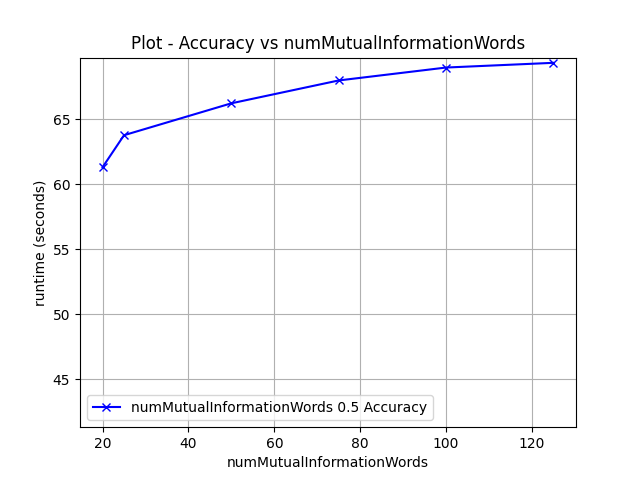 Plot - Accuracy vs numMutualInformationWords
65
60
55
50
45
runtime (seconds)
numMutualInformationWords 0.5 Accuracy
20 40 60 80 100 120
numMutualInformationWords